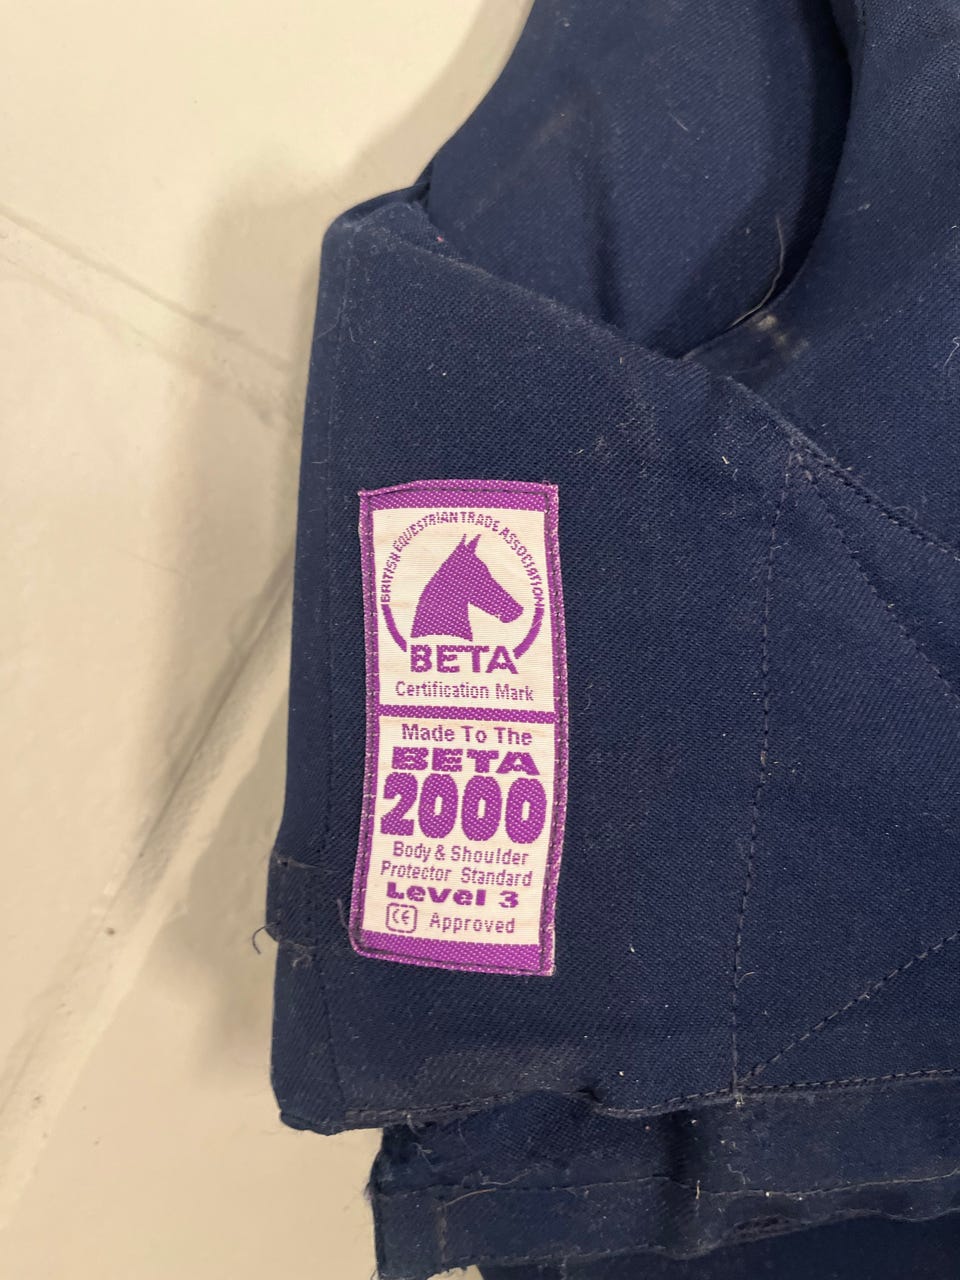 BRITISH EQUESTRIAN TRADE ASSOCIATION
BETA
Certification Mark
Made To The
BETA
2000
Body & Shoulder
Protector Standard
Level 3
CE Approved